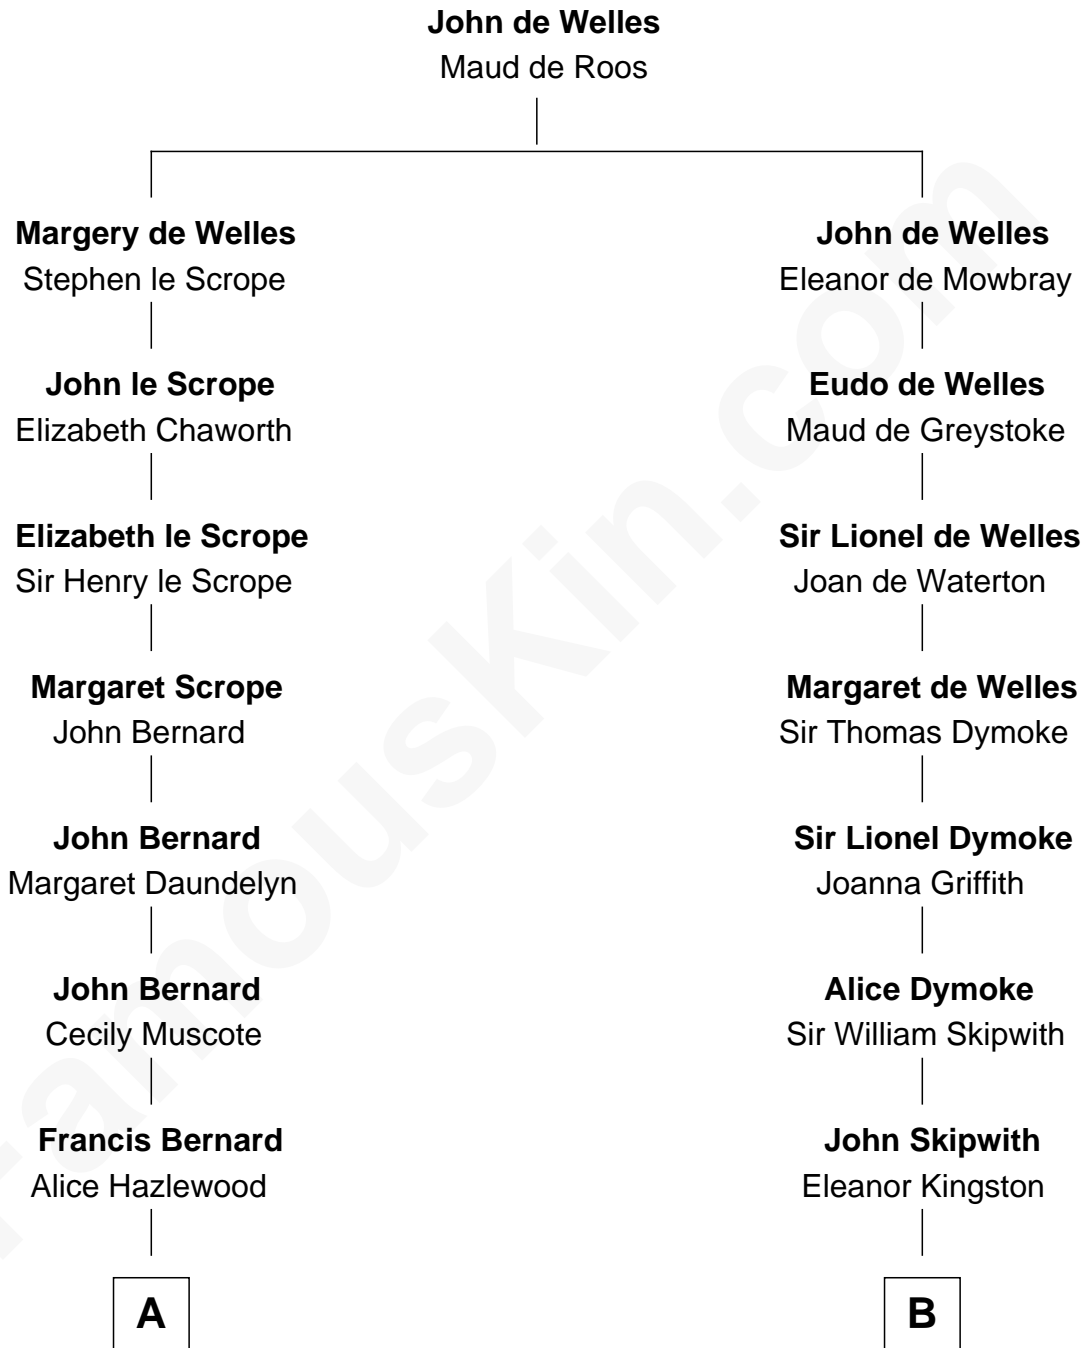 John de Welles
Maud de Roos
Margery de Welles
Stephen le Scrope
John de Welles
Eleanor de Mowbray
John le Scrope
Elizabeth Chaworth
Eudo de Welles
Maud de Greystoke
Elizabeth le Scrope
Sir Henry le Scrope
Sir Lionel de Welles
Joan de Waterton
Margaret Scrope
John Bernard
Margaret de Welles
Sir Thomas Dymoke
John Bernard
Margaret Daundelyn
Sir Lionel Dymoke
Joanna Griffith
John Bernard
Cecily Muscote
Alice Dymoke
Sir William Skipwith
Francis Bernard
Alice Hazlewood
John Skipwith
Eleanor Kingston
A
B
FamousKin.com